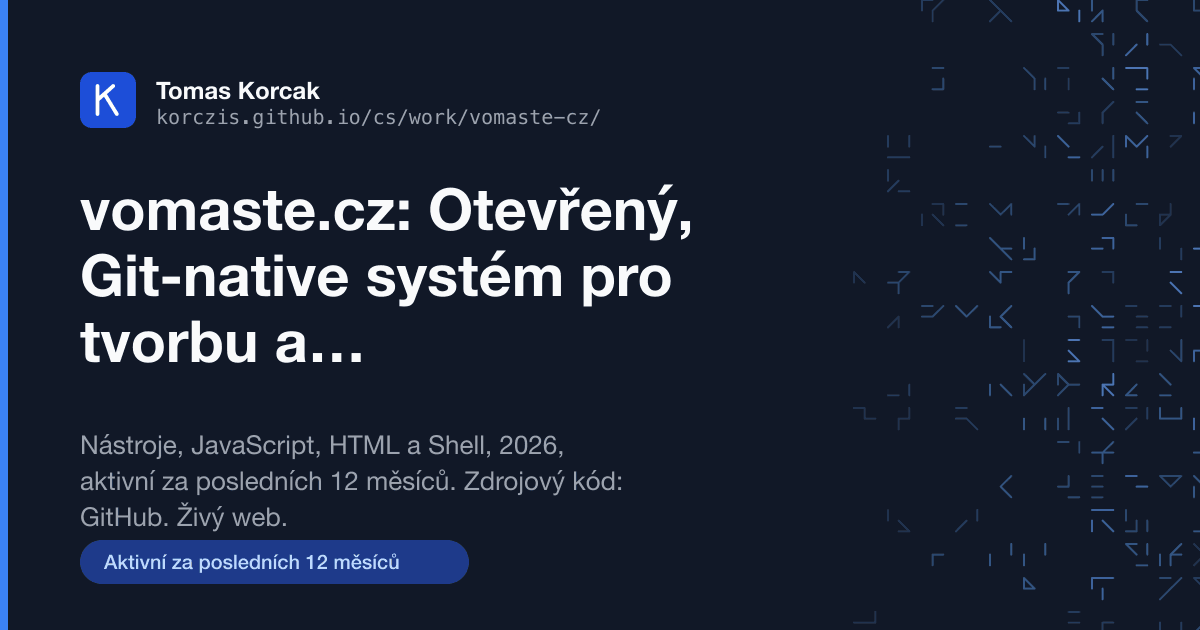 K
Tomas Korcak
korczis.github.io/cs/work/vomaste-cz/
vomaste.cz: Otevřený,
Git-native systém pro
tvorbu a…
Nástroje, JavaScript, HTML a Shell, 2026,
aktivní za posledních 12 měsíců. Zdrojový kód:
GitHub. Živý web.
Aktivní za posledních 12 měsíců